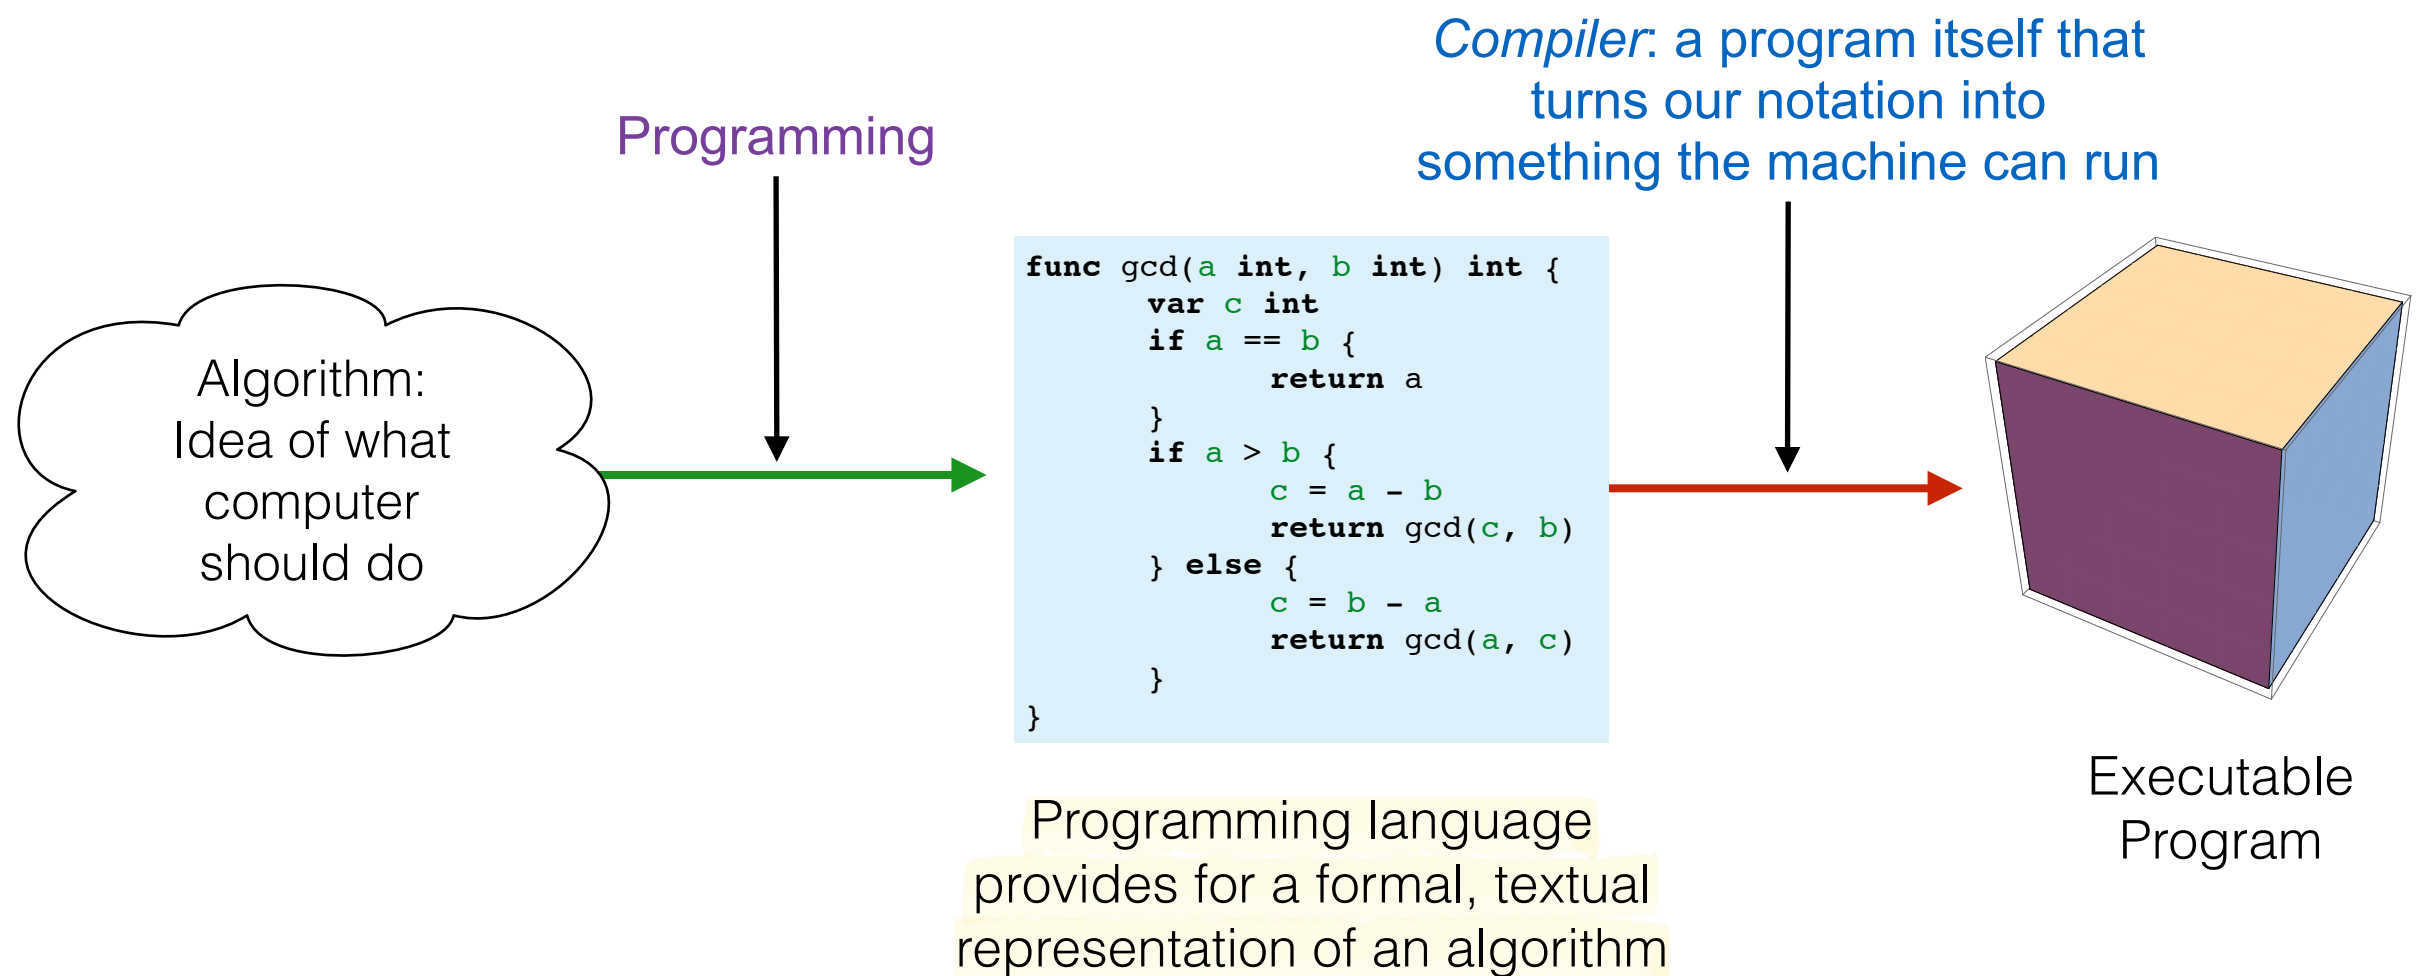 Compiler: a program itself that
turns our notation into
something the machine can run
Programming
Algorithm:
Idea of what
computer
should do
func gcd(a int, b int) int {
var c int
if a == b {
return a
}
if a > b {
c = a - b
return gcd(c, b)
} else {
c = b - a
return gcd(a, c)
}
}
Programming language
provides for a formal, textual
representation of an algorithm
Executable
Program